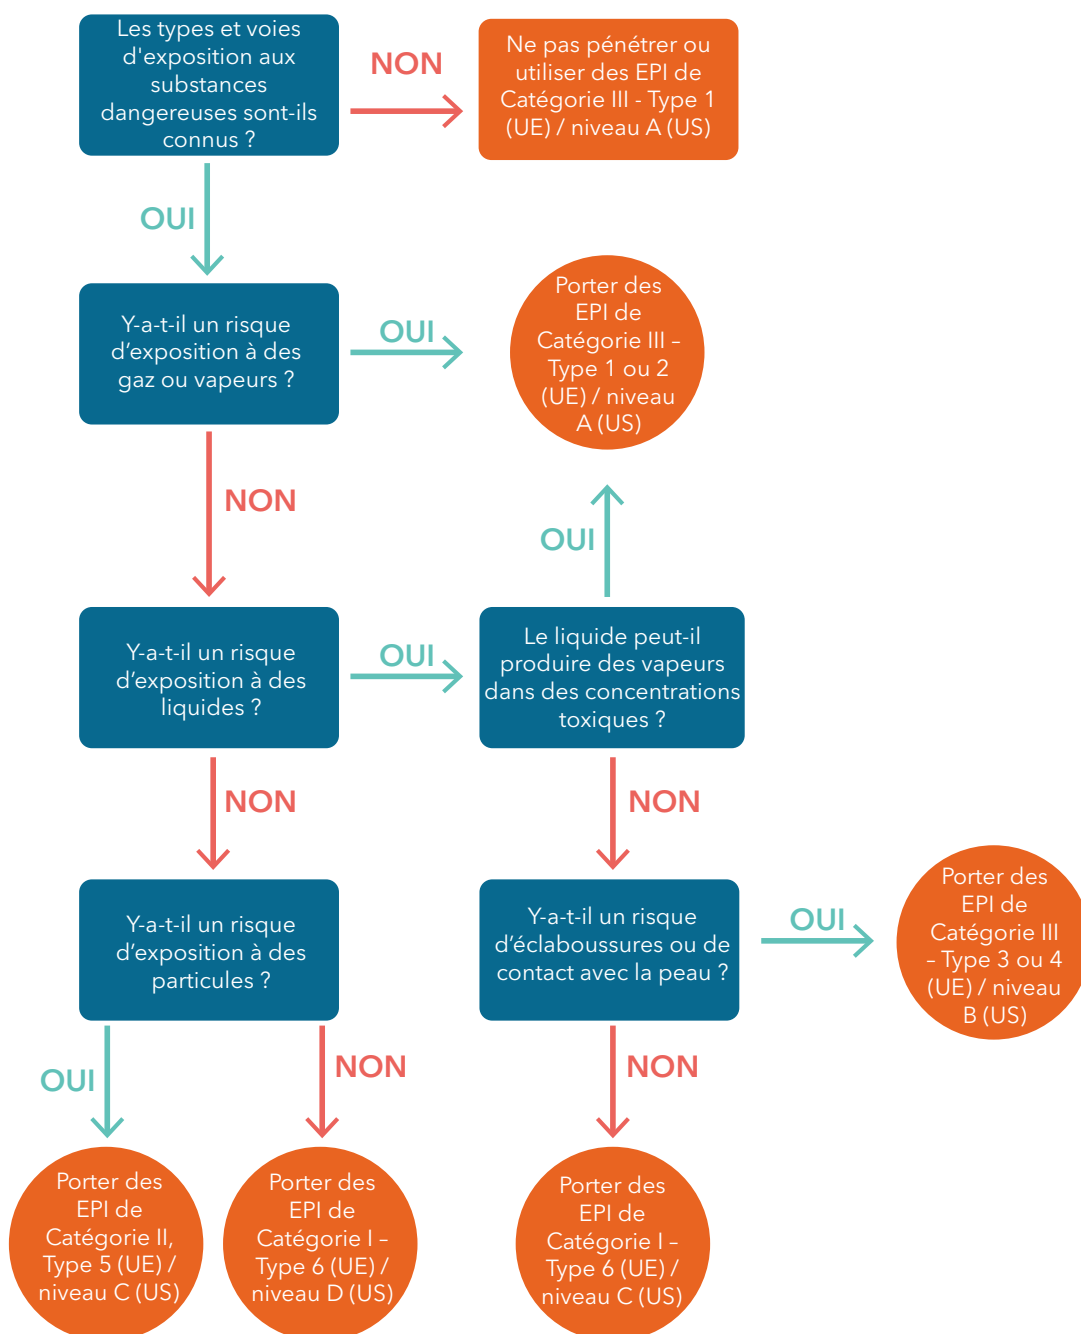 Les types et voies
d'exposition aux
substances
dangereuses sont-ils
connus ?
NON
Ne pas pénétrer ou
utiliser des EPI de
Catégorie III - Type 1
(UE) / niveau A (US)
OUI
Y-a-t-il un risque
d’exposition à des
gaz ou vapeurs ?
OUI
Porter des
EPI de
Catégorie III –
Type 1 ou 2
(UE) / niveau
A (US)
NON
OUI
Y-a-t-il un risque
d’exposition à des
liquides ?
OUI
Le liquide peut-il
produire des vapeurs
dans des concentrations
toxiques ?
NON
NON
Y-a-t-il un risque
d’exposition à des
particules ?
Y-a-t-il un risque
d’éclaboussures ou de
contact avec la peau ?
OUI
Porter des
EPI de
Catégorie III
– Type 3 ou 4
(UE) / niveau
B (US)
OUI
NON
NON
Porter des
EPI de
Catégorie II,
Type 5 (UE) /
niveau C (US)
Porter des
EPI de
Catégorie I –
Type 6 (UE) /
niveau D (US)
Porter des
EPI de
Catégorie I –
Type 6 (UE) /
niveau C (US)